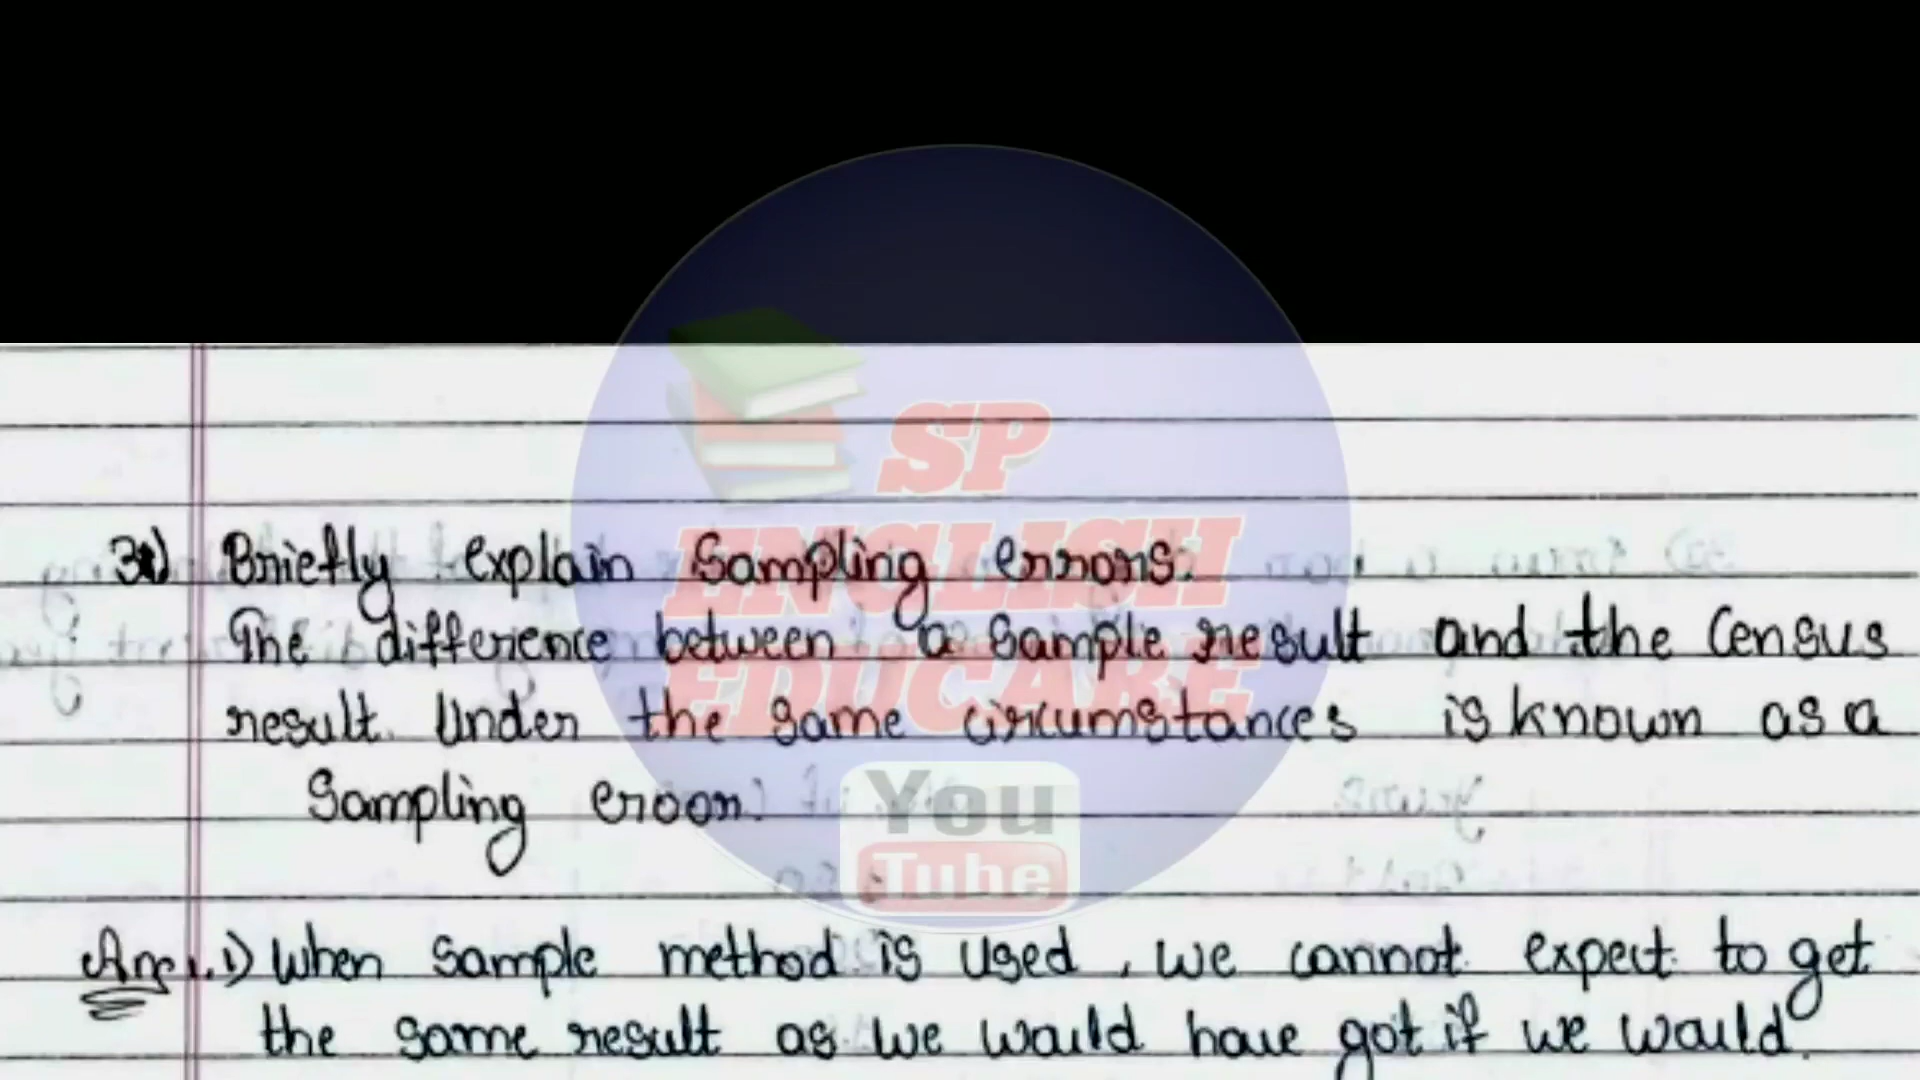 3) Briefly explain Sampling errors.
The difference between a Sample result and the Census
result. Under the same circumstances is known as a
Sampling eroor.
Ans. 1) When Sample method is used, we cannot expect to get
the same result as we would have got if we would
SP
ENGLISH
EDUCARE
You
Tube